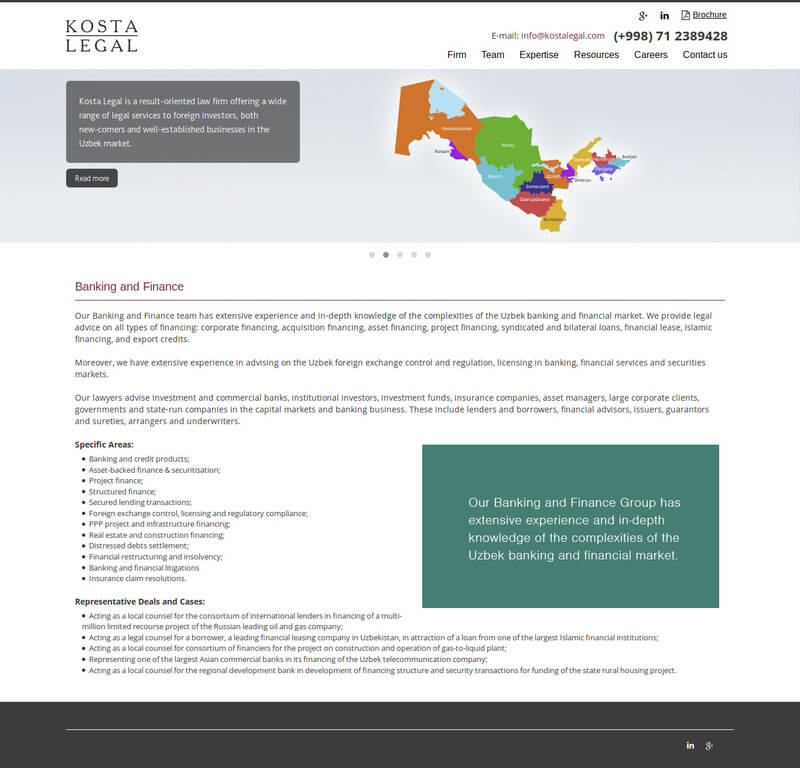 Brochure
KOSTA
LEGAL
E-mail: info@kostalegal.com (+998) 71 2389428
Firm Team Expertise Resources Careers Contact us
Kosta Legal is a result-oriented law firm offering a wide
range of legal services to foreign investors, both
new-comers and well-established businesses in the
Uzbek market.
Read more
Navoiy
Banking and Finance
Our Banking and Finance team has extensive experience and in-depth knowledge of the complexities of the Uzbek banking and financial market. We provide legal
advice on all types of financing: corporate financing, acquisition financing, asset financing, project financing, syndicated and bilateral loans, financial lease, Islamic
financing, and export credits.
Moreover, we have extensive experience in advising on the Uzbek foreign exchange control and regulation, licensing in banking, financial services and securities
markets.
Our lawyers advise investment and commercial banks, institutional investors, investment funds, insurance companies, asset managers, large corporate clients,
governments and state-run companies in the capital markets and banking business. These include lenders and borrowers, financial advisors, issuers, guarantors
and sureties, arrangers and underwriters.
Specific Areas:
Banking and credit products;
Asset-backed finance & securitisation;
Project finance;
Structured finance;
Secured lending transactions;
Foreign exchange control, licensing and regulatory compliance;
PPP project and infrastructure financing;
Real estate and construction financing;
Distressed debts settlement;
Financial restructuring and insolvency;
Banking and financial litigations
Insurance claim resolutions.
Our Banking and Finance Group has
extensive experience and in-depth
knowledge of the complexities of the
Uzbek banking and financial market.
Representative Deals and Cases:
Acting as a local counsel for the consortium of international lenders in financing of a multi-
million limited recourse project of the Russian leading oil and gas company;
Acting as a legal counsel for a borrower, a leading financial leasing company in Uzbekistan, in attraction of a loan from one of the largest Islamic financial institutions;
Acting as a local counsel for consortium of financiers for the project on construction and operation of gas-to-liquid plant;
Representing one of the largest Asian commercial banks in its financing of the Uzbek telecommunication company;
Acting as a local counsel for the regional development bank in development of financing structure and security transactions for funding of the state rural housing project.